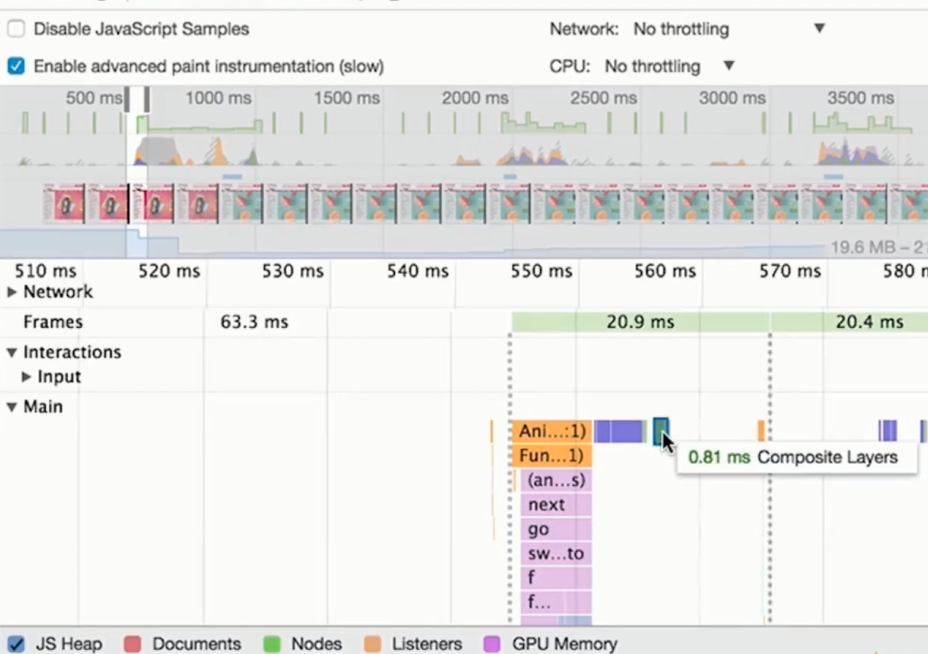 Disable JavaScript Samples Network: No throttling
Enable advanced paint instrumentation (slow) CPU: No throttling
500 ms 1000 ms 1500 ms 2000 ms 2500 ms 3000 ms 3500 ms
19.6 MB – 2
510 ms 520 ms 530 ms 540 ms 550 ms 560 ms 570 ms 580 m
Network
Frames 63.3 ms 20.9 ms 20.4 ms
Interactions
Input
Main
Ani...:1)
Fun...1)
0.81 ms Composite Layers
(an...s)
next
go
sw...to
f
f...
JS Heap Documents Nodes Listeners GPU Memory